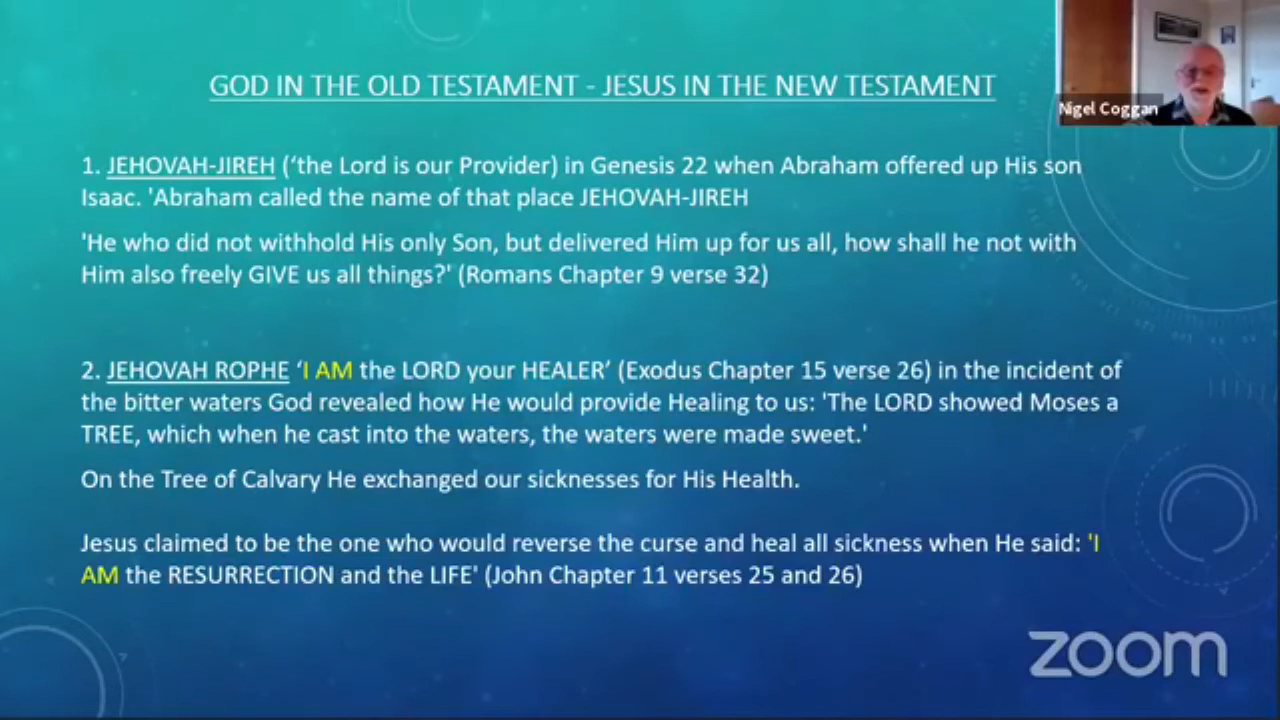 GOD IN THE OLD TESTAMENT - JESUS IN THE NEW TESTAMENT
Nigel Coggan
1. JEHOVAH-JIREH (‘the Lord is our Provider) in Genesis 22 when Abraham offered up His son
Isaac. 'Abraham called the name of that place JEHOVAH-JIREH
'He who did not withhold His only Son, but delivered Him up for us all, how shall he not with
Him also freely GIVE us all things?' (Romans Chapter 9 verse 32)
2. JEHOVAH ROPHE ‘I AM the LORD your HEALER’ (Exodus Chapter 15 verse 26) in the incident of
the bitter waters God revealed how He would provide Healing to us: 'The LORD showed Moses a
TREE, which when he cast into the waters, the waters were made sweet.'
On the Tree of Calvary He exchanged our sicknesses for His Health.
Jesus claimed to be the one who would reverse the curse and heal all sickness when He said: 'I
AM the RESURRECTION and the LIFE' (John Chapter 11 verses 25 and 26)
zoom